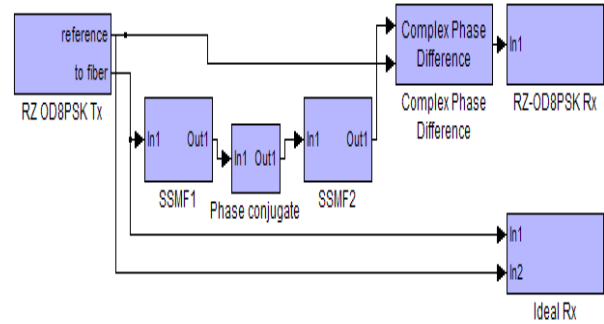 reference
to fiber
RZ OD8PSK Tx
Complex Phase
Difference
Complex Phase
Difference
In1
RZ-OD8PSK Rx
In1
Out1
SSMF1
In1
Out1
Phase conjugate
In1
Out1
SSMF2
In1
In2
Ideal Rx